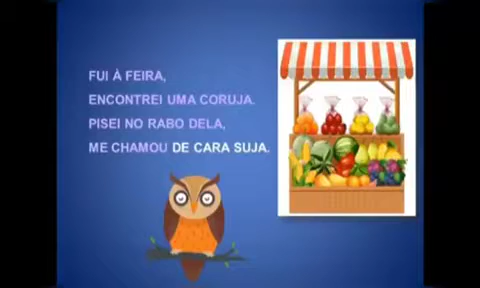 FUI À FEIRA,
ENCONTREI UMA CORUJA.
PISEI NO RABO DELA,
ME CHAMOU DE CARA SUJA.